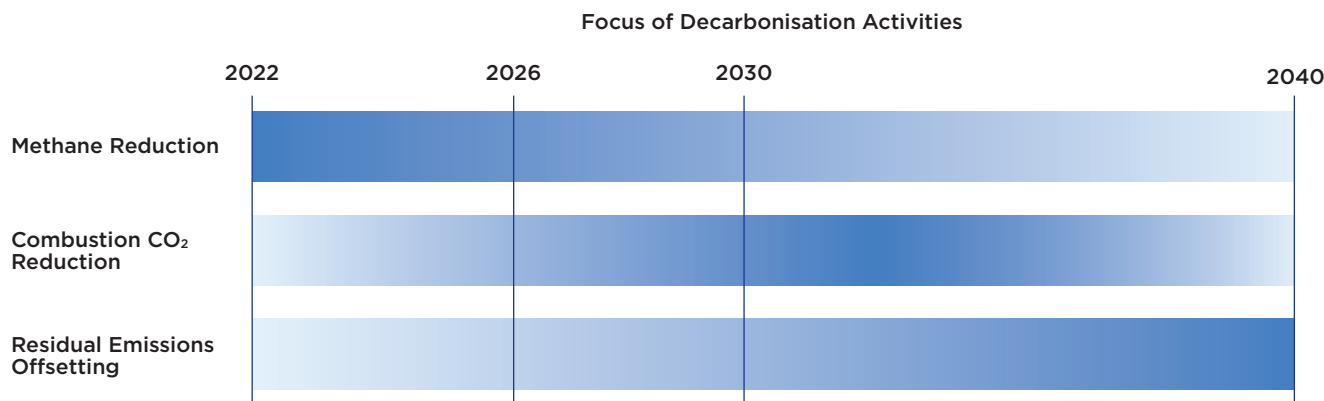 Focus of Decarbonisation Activities
2022 2026 2030 2040
Methane Reduction
Combustion CO₂
Reduction
Residual Emissions
Offsetting